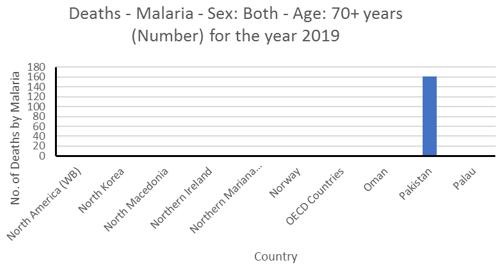 Deaths - Malaria - Sex: Both - Age: 70+ years
(Number) for the year 2019
No. of Deaths by Malaria
180
160
140
120
100
80
60
40
20
0
North America (WB)
North Korea
North Macedonia
Northern Ireland
Northern Mariana...
Norway
OECD Countries
Oman
Pakistan
Palau
Country